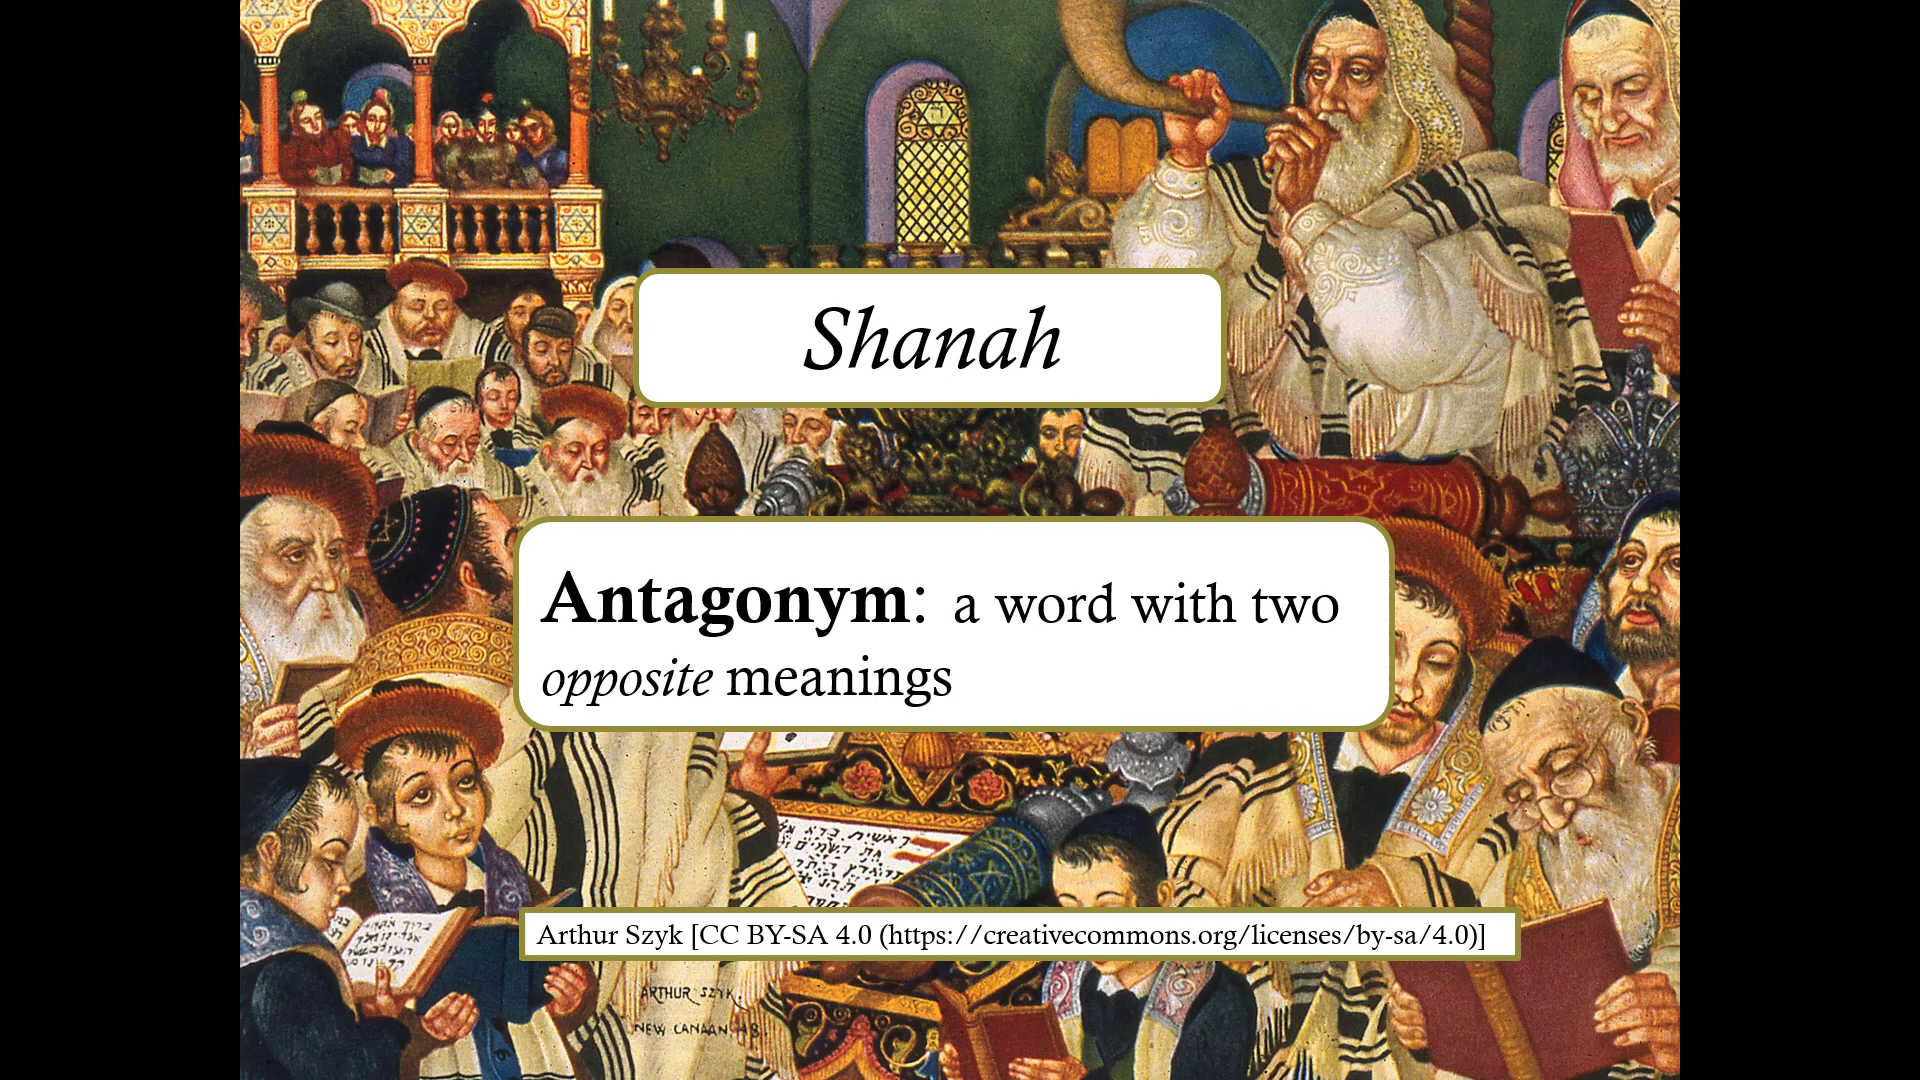 Shanah
Antagonym: a word with two
opposite meanings
Arthur Szyk [CC BY-SA 4.0 (https://creativecommons.org/licenses/by-sa/4.0)]
ARTHUR SZYK.
NEW CANAAN, 48.